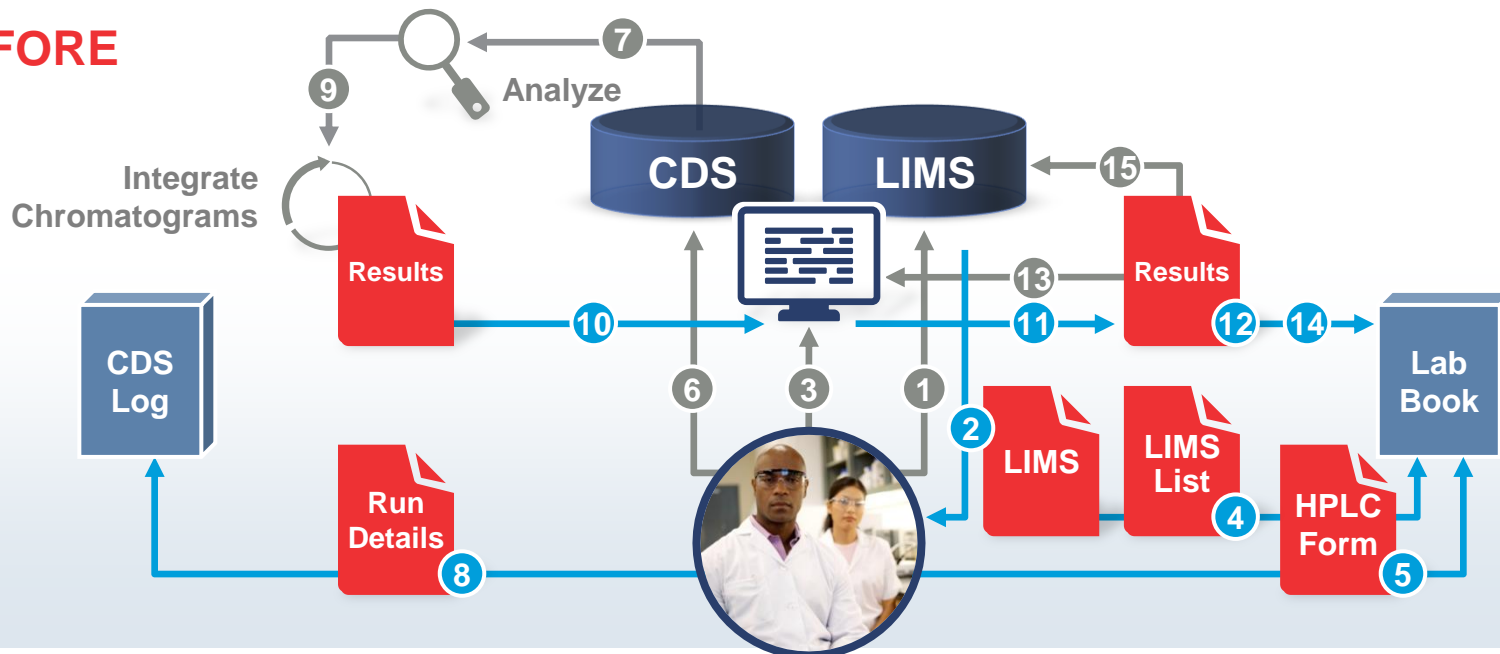 FORE
7
9
Analyze
CDS
LIMS
15
Integrate
Chromatograms
Results
13
Results
10
11
12
14
CDS
Log
Lab
Book
6
3
1
2
LIMS
LIMS
List
4
HPLC
Form
5
Run
Details
8